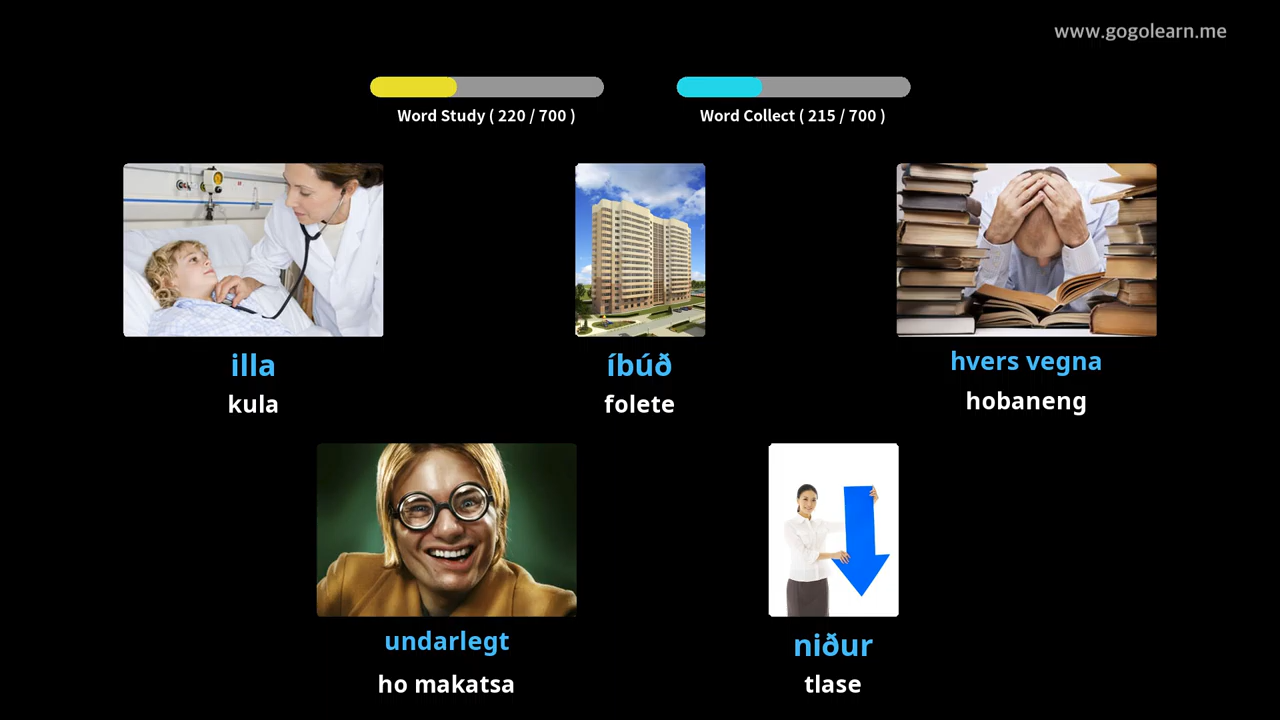 www.gogolearn.me
Word Study ( 220 / 700 )
Word Collect ( 215 / 700 )
illa
kula
íbúð
folete
hvers vegna
hobaneng
undarlegt
ho makatsa
niður
tlase